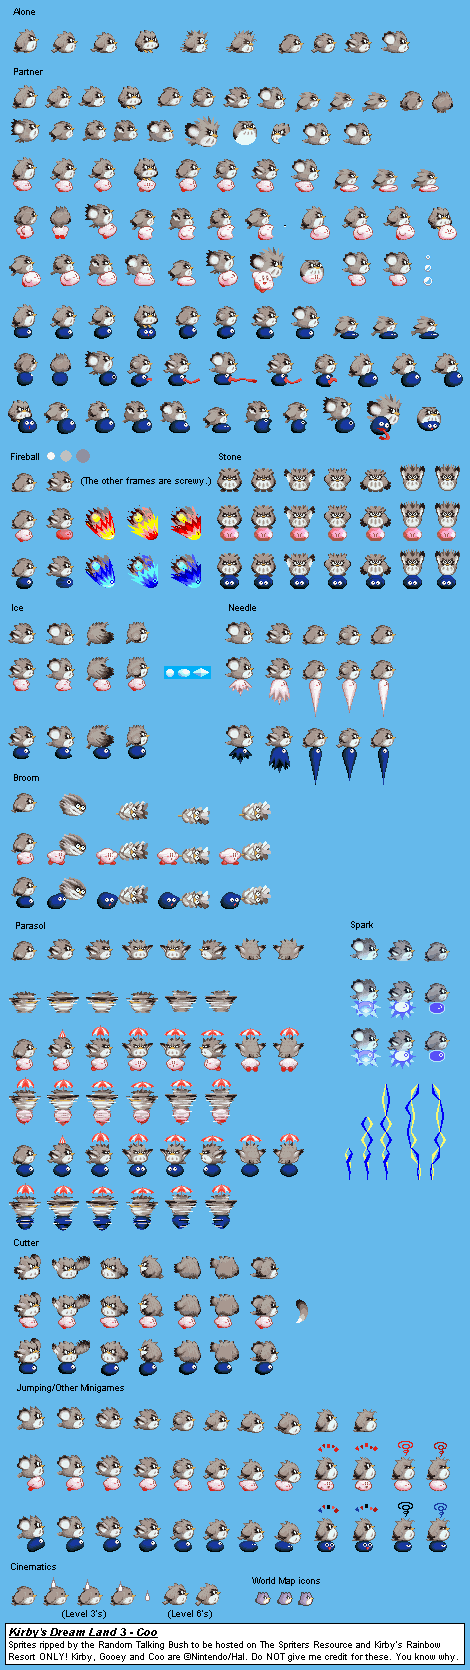 Alone
Partner
Fireball
(The other frames are screwy.)
Stone
Ice
Needle
Broom
Parasol
Spark
Cutter
Jumping/Other Minigames
Cinematics
World Map icons
(Level 3's)
(Level 6's)
Kirby's Dream Land 3 - Coo
Sprites ripped by the Random Talking Bush to be hosted on The Spriters Resource and Kirby's Rainbow
Resort ONLY! Kirby, Gooey and Coo are @Nintendo/Hal. Do NOT give me credit for these. You know why.